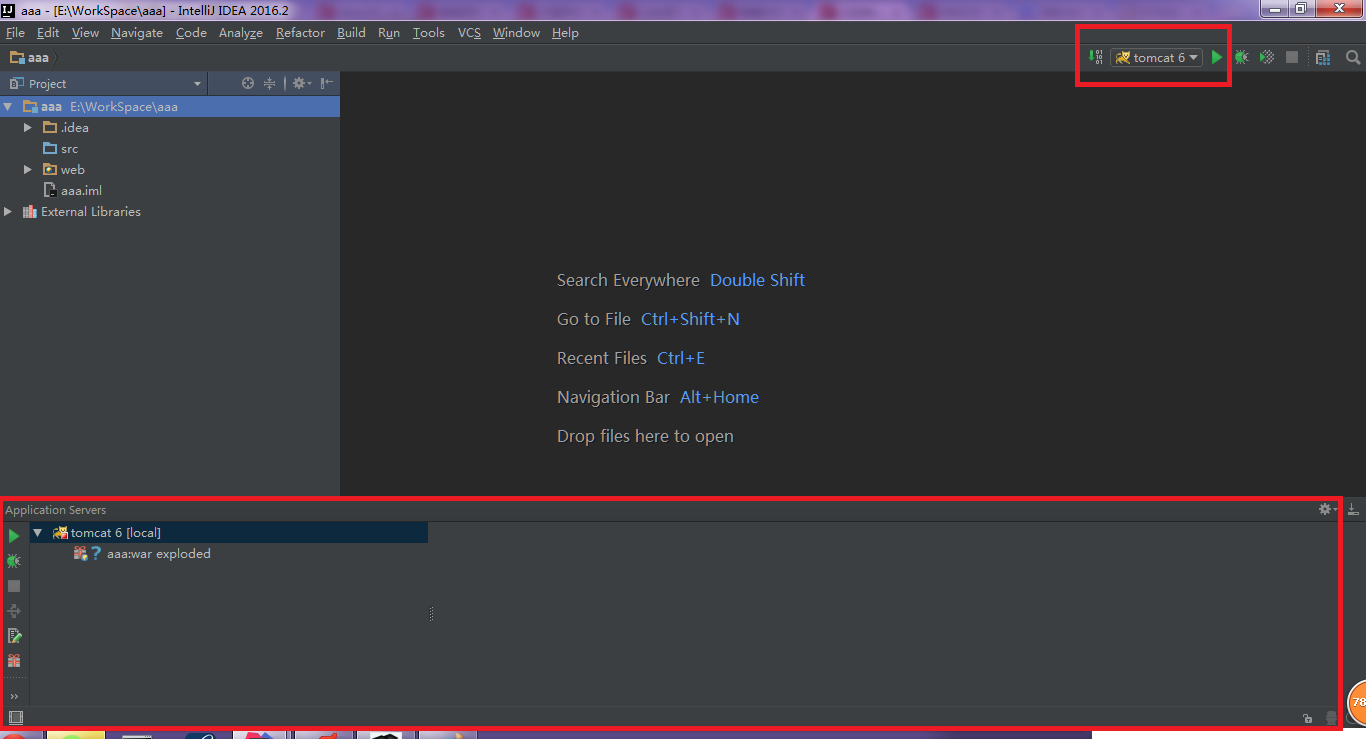 IJ aaa - [E:\WorkSpace\aaa] - IntelliJ IDEA 2016.2
File Edit View Navigate Code Analyze Refactor Build Run Tools VCS Window Help
aaa
tomcat 6
Project
aaa E:\WorkSpace\aaa
.idea
src
web
aaa.iml
External Libraries
Search Everywhere Double Shift
Go to File Ctrl+Shift+N
Recent Files Ctrl+E
Navigation Bar Alt+Home
Drop files here to open
Application Servers
tomcat 6 [local]
? aaa:war exploded
78